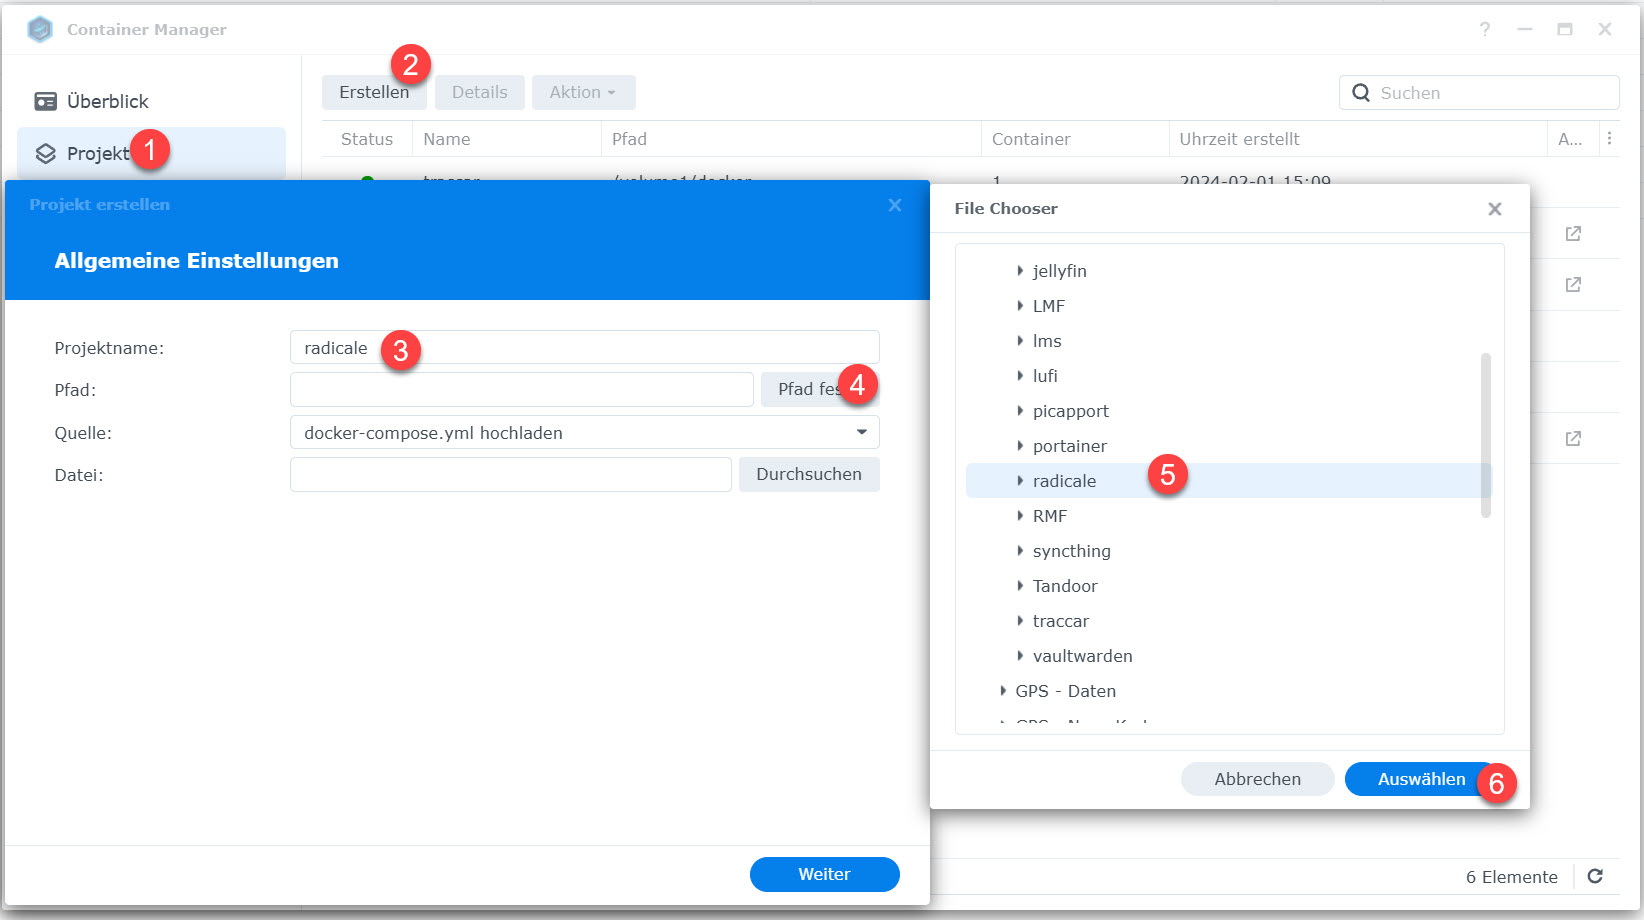 Container Manager
?
Überblick
Projekt
1
2
Erstellen
Details
Aktion
Suchen
Status
Name
Pfad
Container
Uhrzeit erstellt
A...
traccar
/volume1/docker
1
2024-02-01 15:09
Projekt erstellen
Allgemeine Einstellungen
Projektname:
radicale
3
Pfad:
Pfad fes
4
Quelle:
docker-compose.yml hochladen
Datei:
Durchsuchen
Weiter
File Chooser
jellyfin
LMF
lms
lufi
picapport
portainer
radicale
5
RMF
syncthing
Tandoor
traccar
vaultwarden
GPS - Daten
Abbrechen
Auswählen
6
6 Elemente